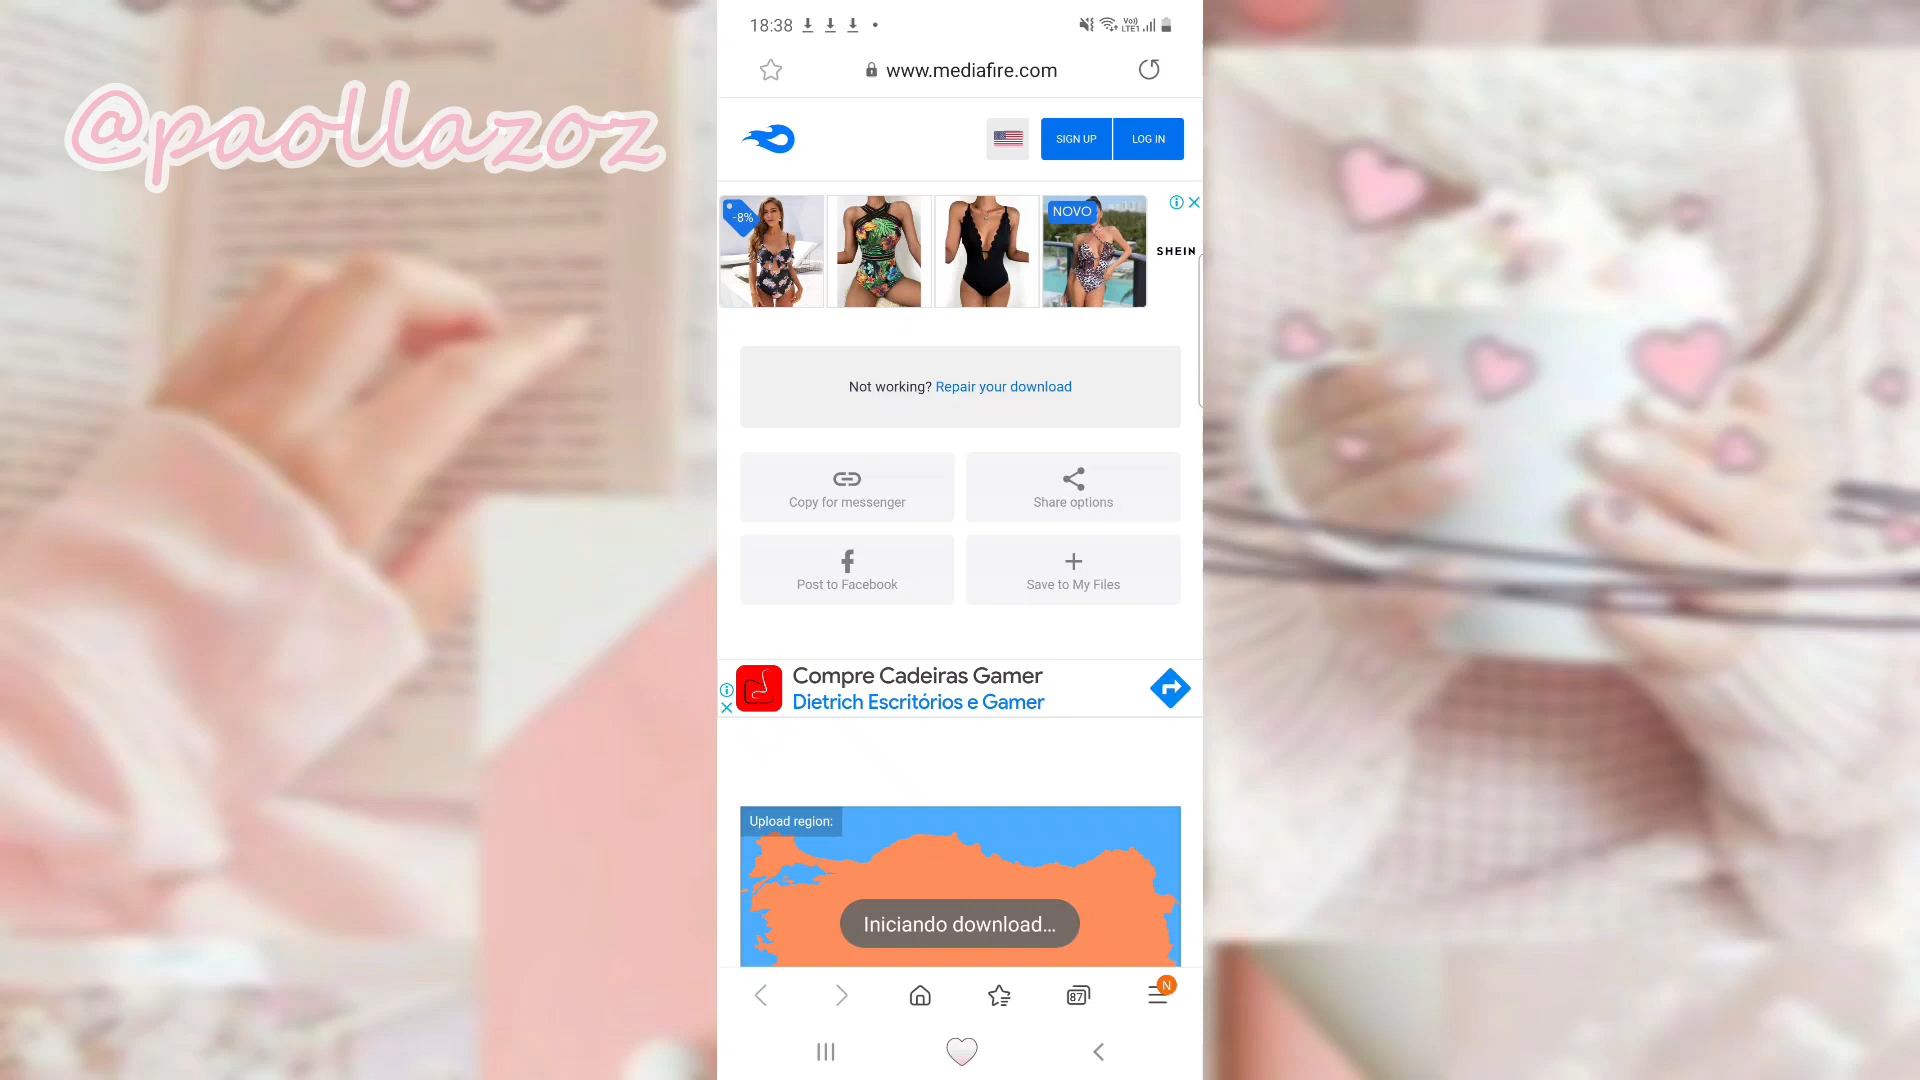 @paollazoz
18:38
Vo))
LTE1
www.mediafire.com
SIGN UP
LOG IN
-8%
NOVO
SHEIN
Not working? Repair your download
Copy for messenger
Share options
Post to Facebook
Save to My Files
Compre Cadeiras Gamer
Dietrich Escritórios e Gamer
Upload region:
Iniciando download...
87
N